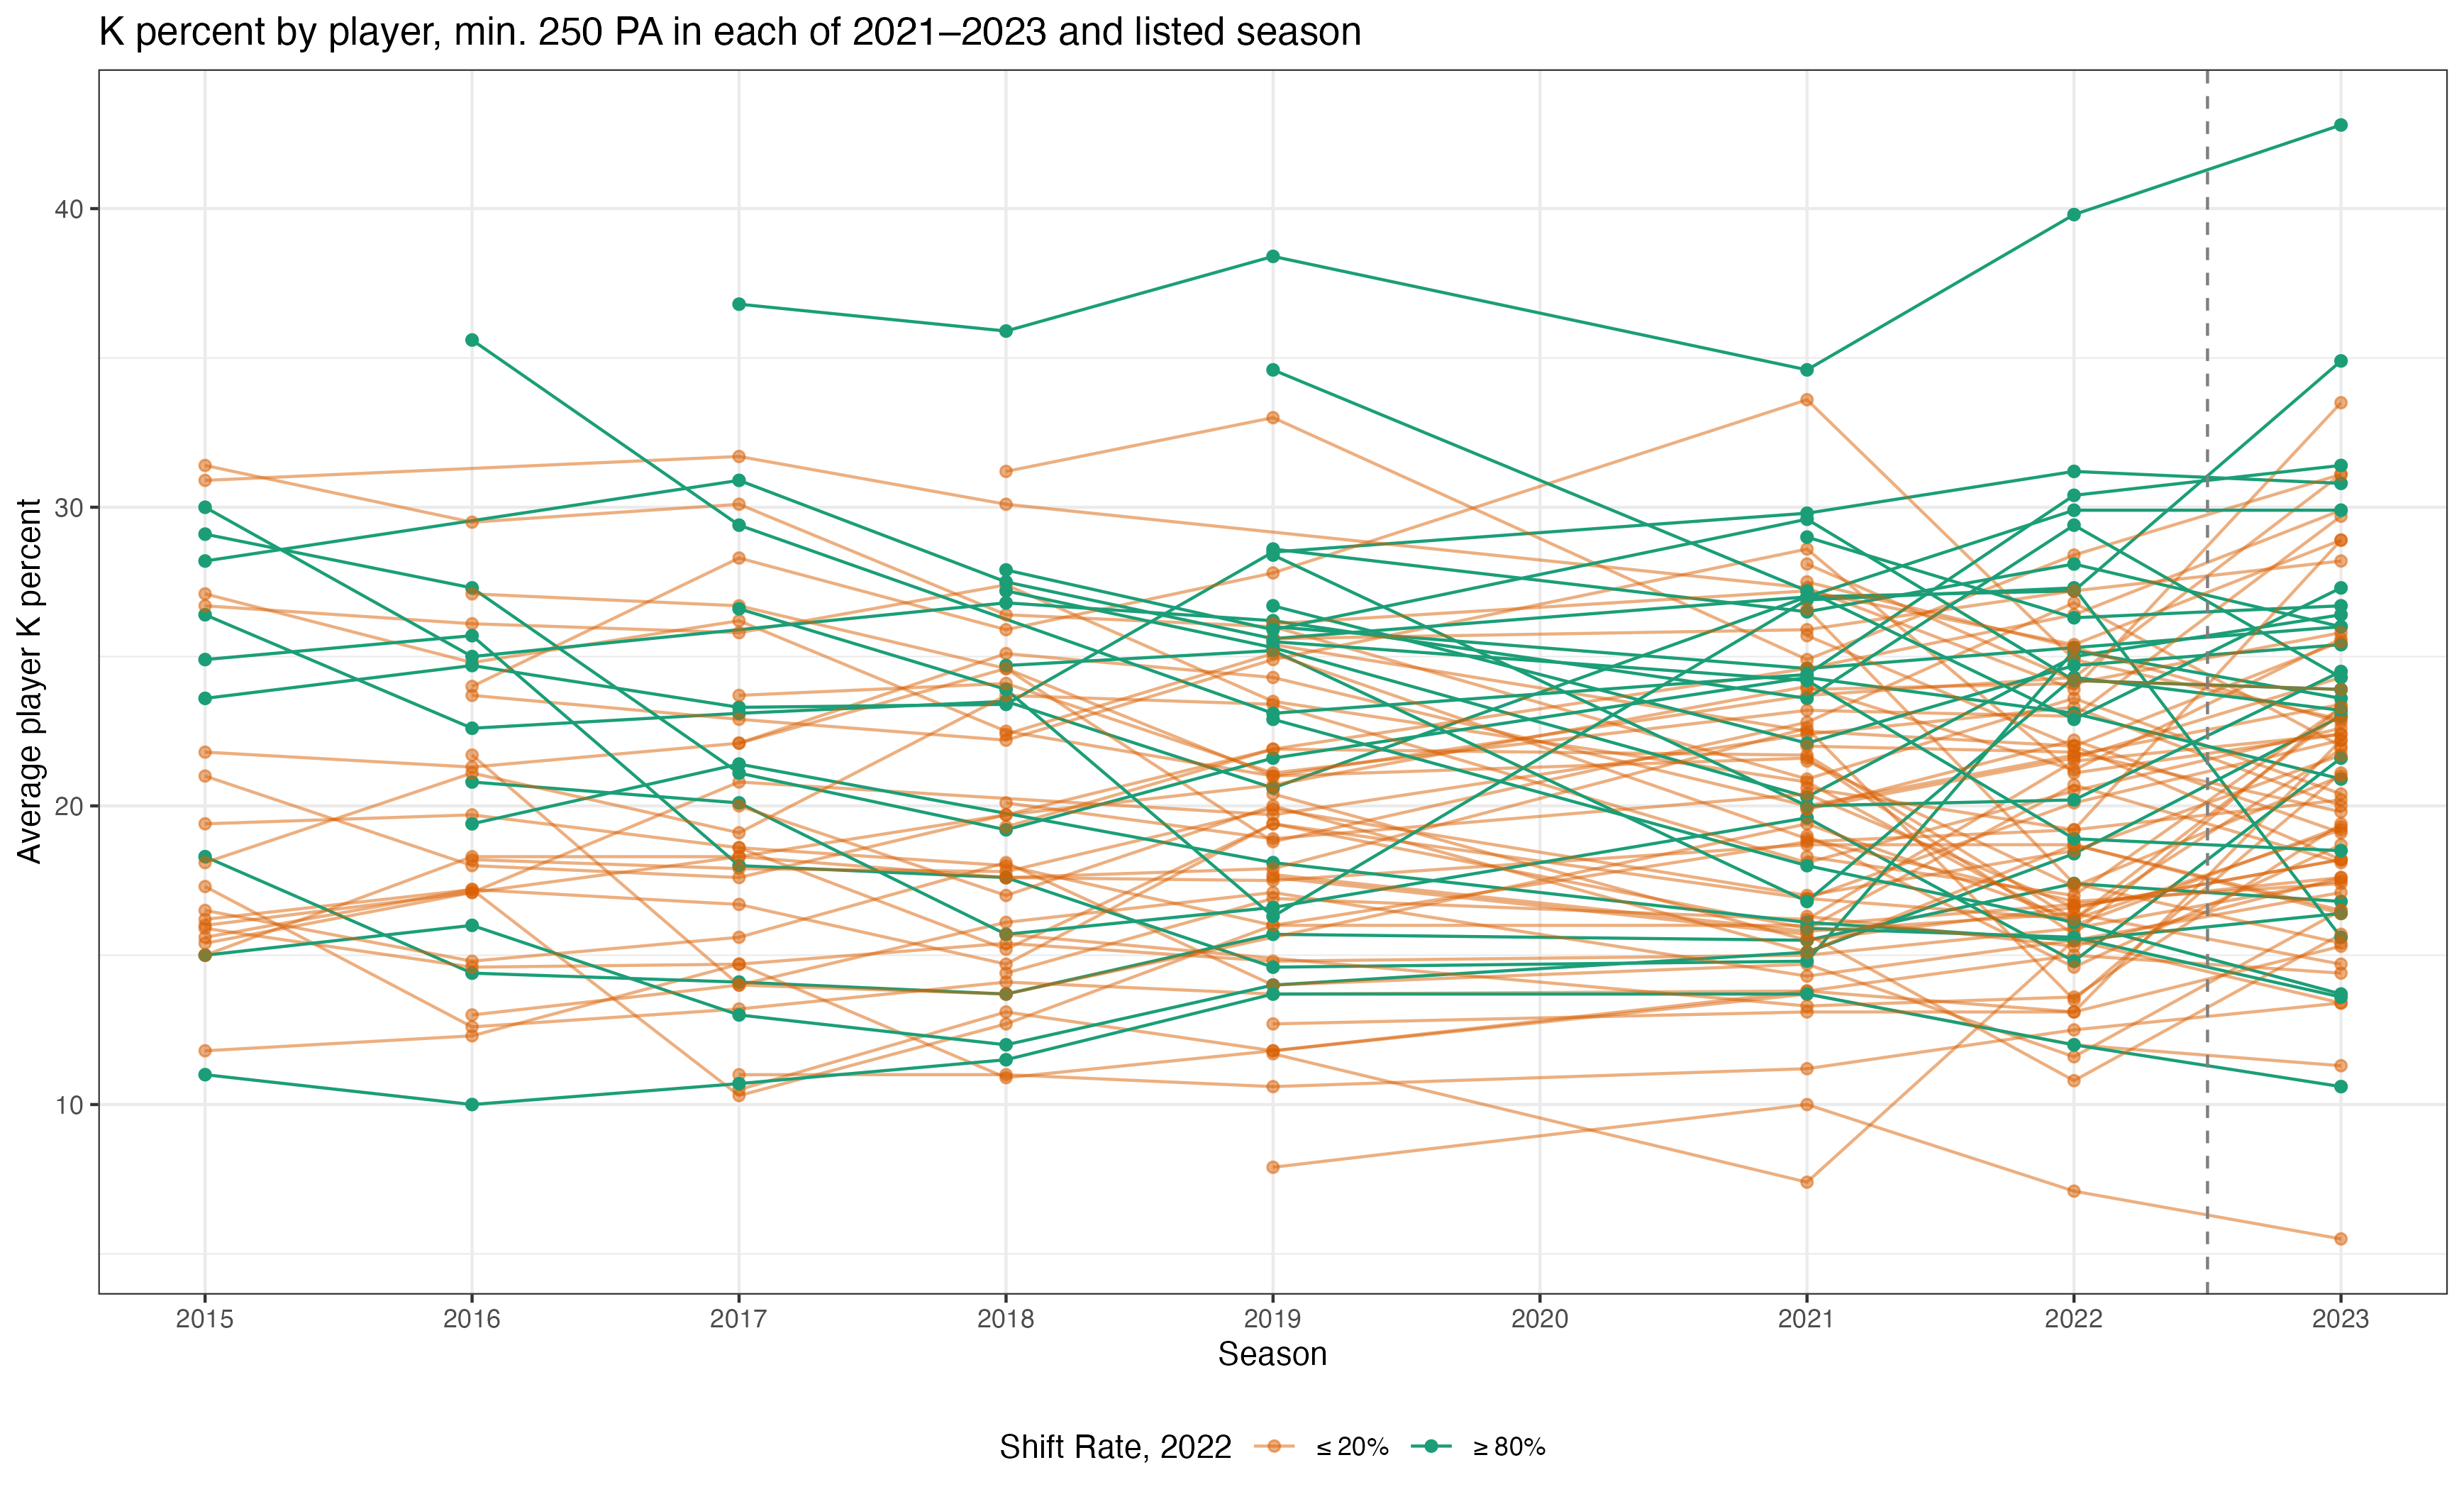 K percent by player, min. 250 PA in each of 2021–2023 and listed season
Average player K percent
40
30
20
10
2015 2016 2017 2018 2019 2020 2021 2022 2023
Season
Shift Rate, 2022 ≤ 20% ≥ 80%